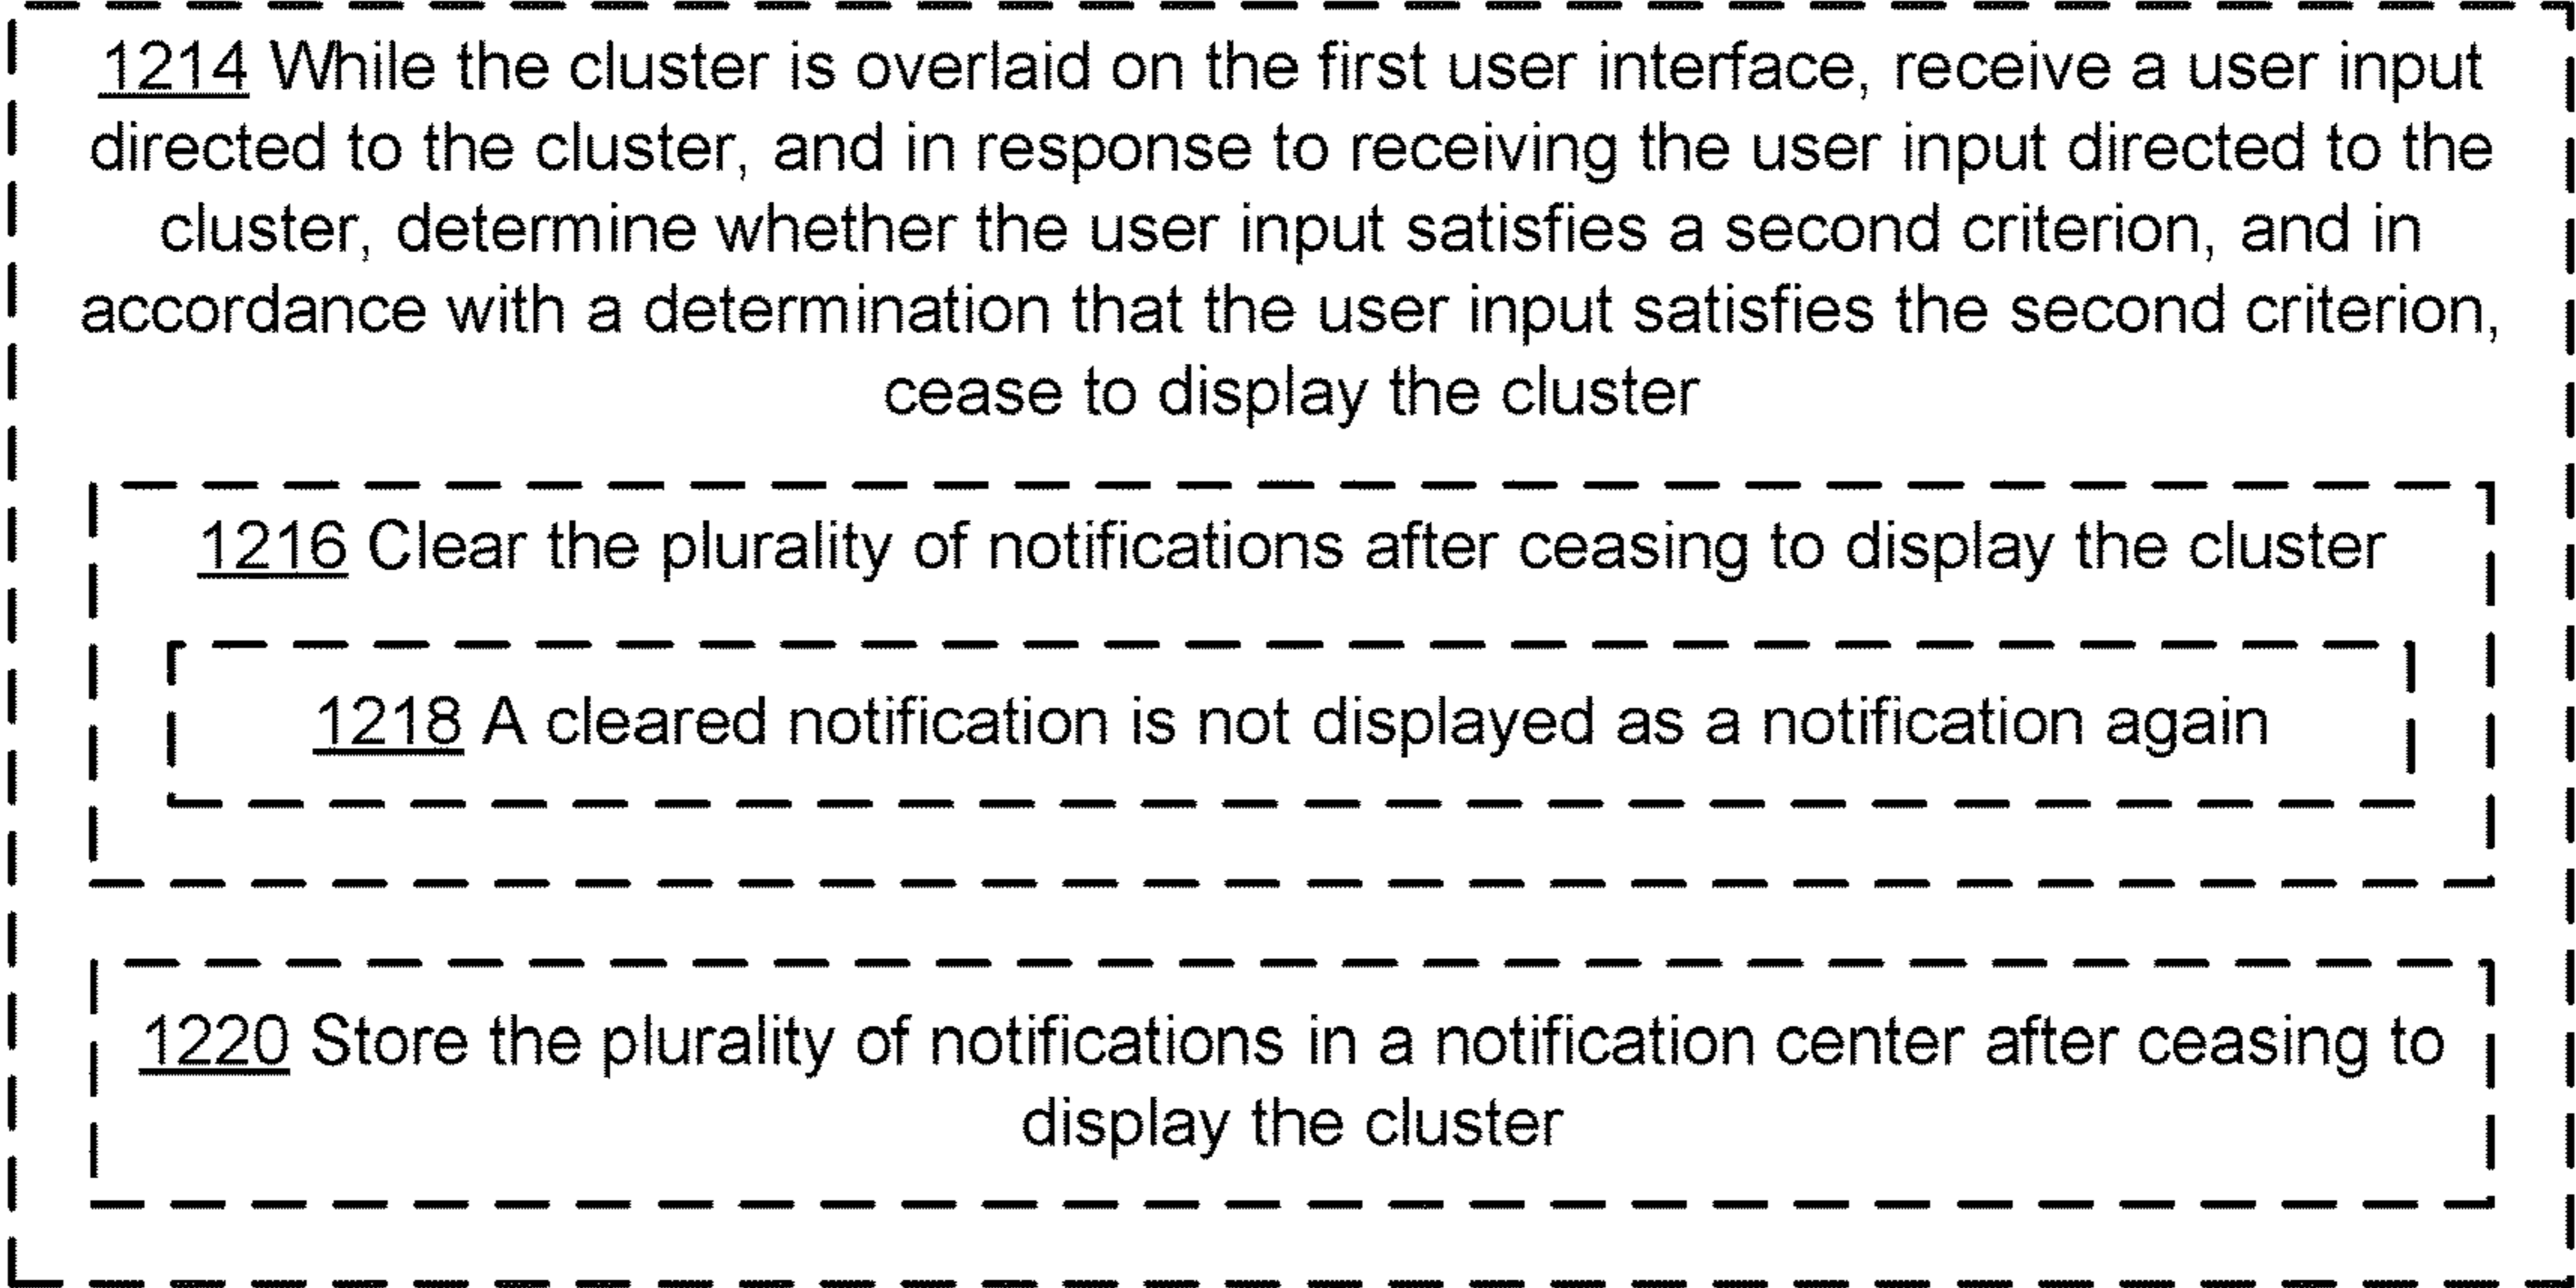 1214 While the cluster is overlaid on the first user interface, receive a user input
directed to the cluster, and in response to receiving the user input directed to the
cluster, determine whether the user input satisfies a second criterion, and in
accordance with a determination that the user input satisfies the second criterion,
cease to display the cluster
1216 Clear the plurality of notifications after ceasing to display the cluster
1218 A cleared notification is not displayed as a notification again
1220 Store the plurality of notifications in a notification center after ceasing to
display the cluster